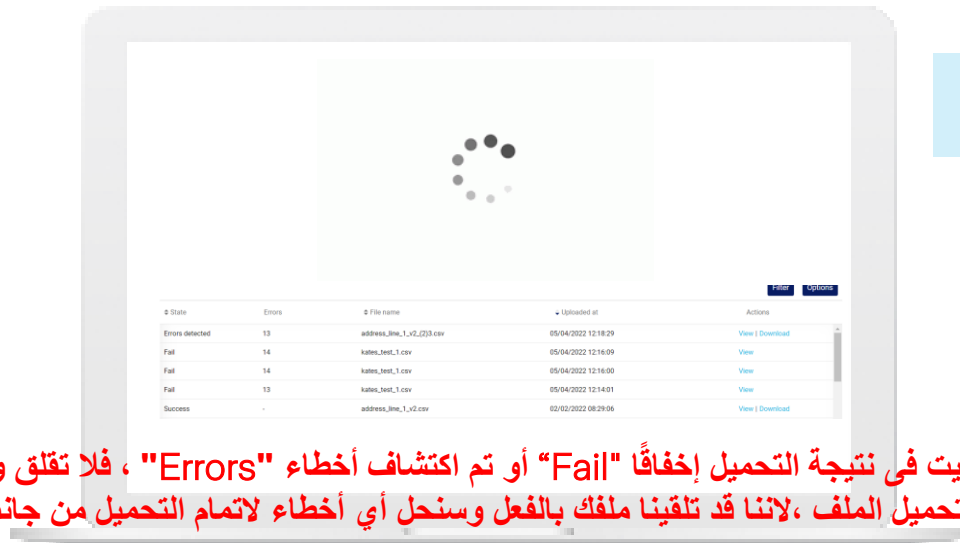 Filter Options
State Errors File name Uploaded at Actions
Errors detected 13 address_line_1_v2_(2)3.csv 05/04/2022 12:18:29 View | Download
Fail 14 kates_test_1.csv 05/04/2022 12:16:09 View
Fail 14 kates_test_1.csv 05/04/2022 12:16:00 View
Fail 13 kates_test_1.csv 05/04/2022 12:14:01 View
Success - address_line_1_v2.csv 02/02/2022 08:29:06 View | Download
فى نتيجة التحميل إخفاقًا "Fail“ أو تم اكتشاف أخطاء "Errors" ، فلا تقلق
تحميل الملف ،لاننا قد تلقينا ملفك بالفعل وسنحل أي أخطاء لاتمام التحميل من